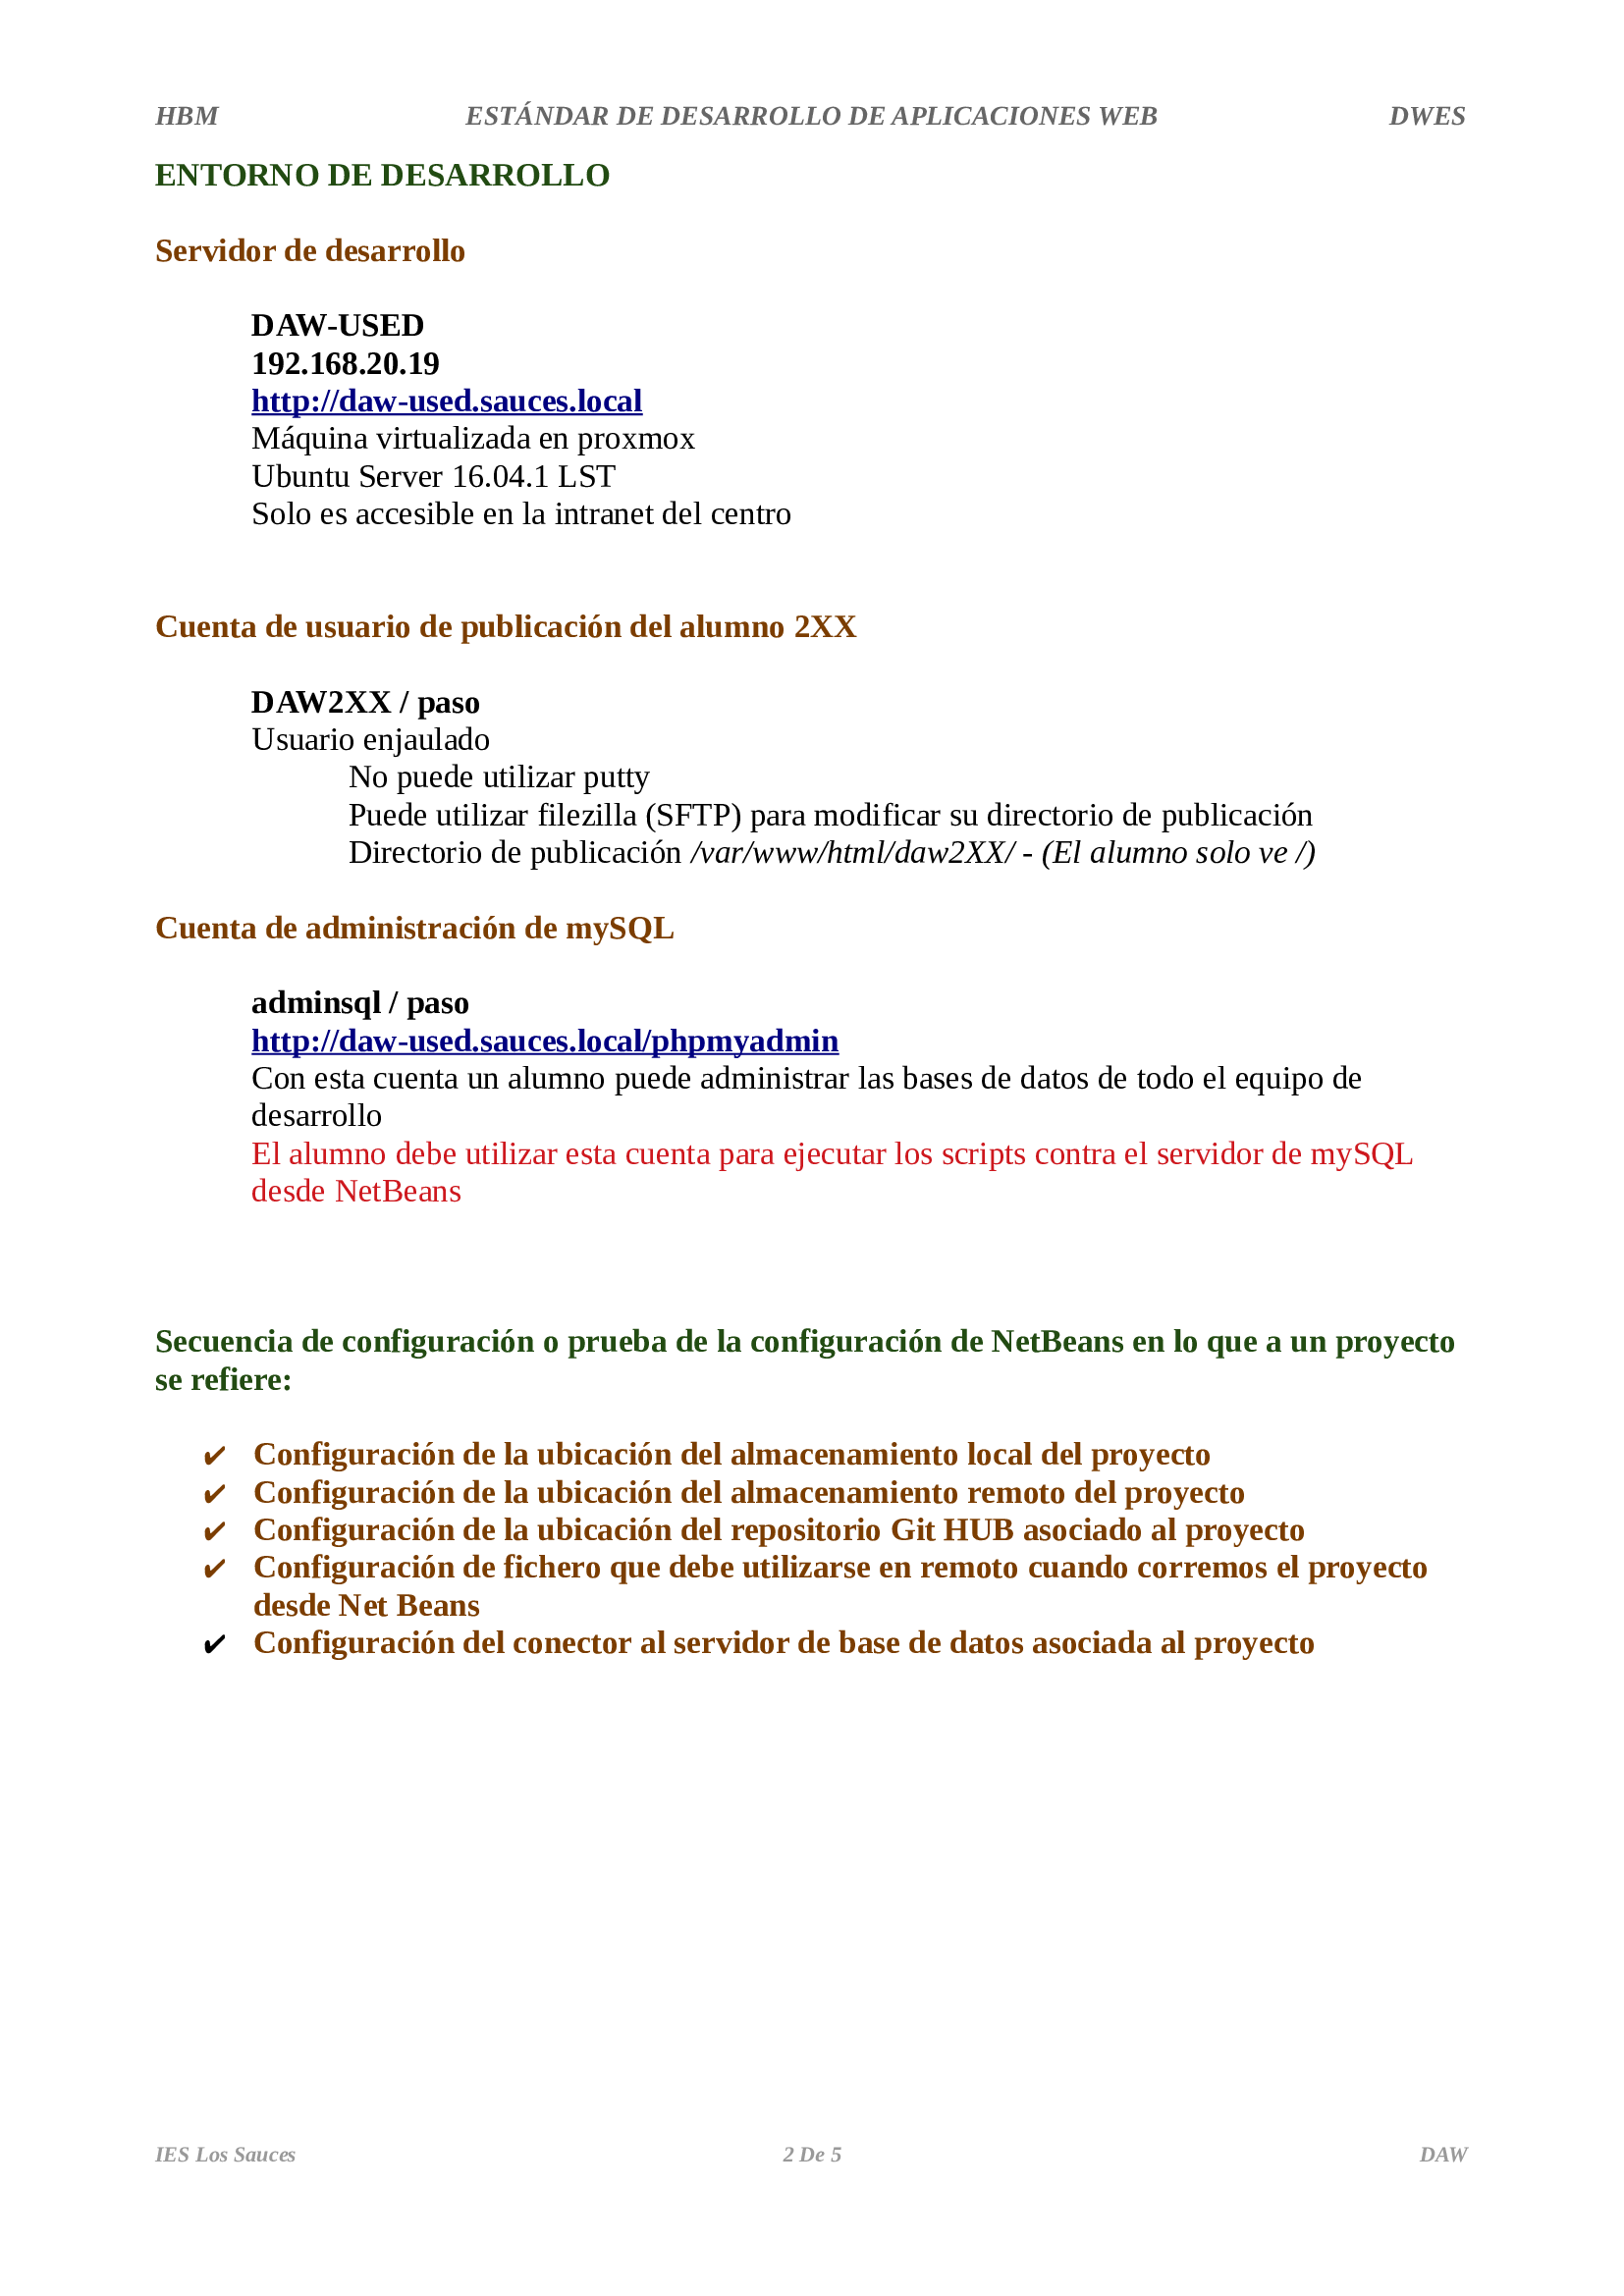 HBM ESTÁNDAR DE DESARROLLO DE APLICACIONES WEB DWES
ENTORNO DE DESARROLLO
Servidor de desarrollo
DAW-USED
192.168.20.19
http://daw-used.sauces.local
Máquina virtualizada en proxmox
Ubuntu Server 16.04.1 LST
Solo es accesible en la intranet del centro
Cuenta de usuario de publicación del alumno 2XX
DAW2XX / paso
Usuario enjaulado
No puede utilizar putty
Puede utilizar filezilla (SFTP) para modificar su directorio de publicación
Directorio de publicación /var/www/html/daw2XX/ - (El alumno solo ve /)
Cuenta de administración de mySQL
adminsql / paso
http://daw-used.sauces.local/phpmyadmin
Con esta cuenta un alumno puede administrar las bases de datos de todo el equipo de
desarrollo
El alumno debe utilizar esta cuenta para ejecutar los scripts contra el servidor de mySQL
desde NetBeans
Secuencia de configuración o prueba de la configuración de NetBeans en lo que a un proyecto
se refiere:
✔ Configuración de la ubicación del almacenamiento local del proyecto
✔ Configuración de la ubicación del almacenamiento remoto del proyecto
✔ Configuración de la ubicación del repositorio Git HUB asociado al proyecto
✔ Configuración de fichero que debe utilizarse en remoto cuando corremos el proyecto
desde Net Beans
✔ Configuración del conector al servidor de base de datos asociada al proyecto
IES Los Sauces 2 De 5 DAW